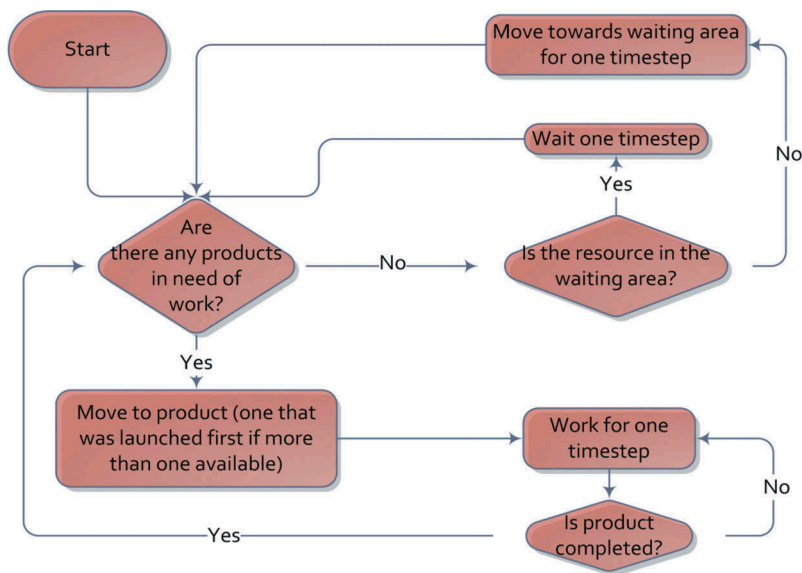 Start
Move towards waiting area
for one timestep
Wait one timestep
No
Yes
Are
there any products
in need of
work?
No
Is the resource in the
waiting area?
Yes
Move to product (one that
was launched first if more
than one available)
Work for one
timestep
No
Yes
Is product
completed?